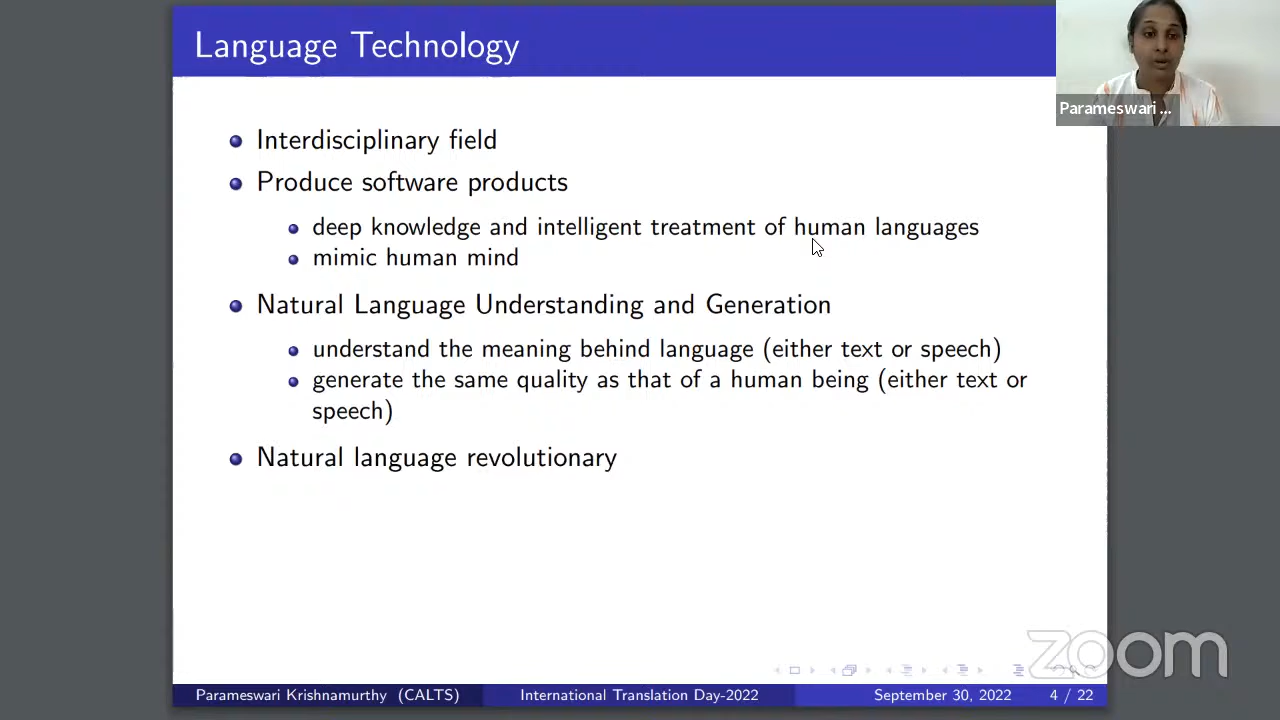 Language Technology
Parameswari ...
Interdisciplinary field
Produce software products
deep knowledge and intelligent treatment of human languages
mimic human mind
Natural Language Understanding and Generation
understand the meaning behind language (either text or speech)
generate the same quality as that of a human being (either text or
speech)
Natural language revolutionary
zoom
Parameswari Krishnamurthy (CALTS) International Translation Day-2022 September 30, 2022 4 / 22